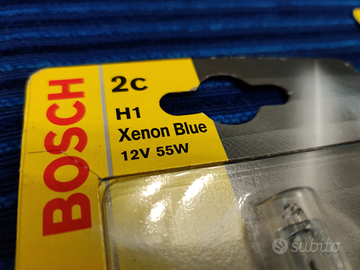 BOSCH
2c
H1
Xenon Blue
12V 55W
subito